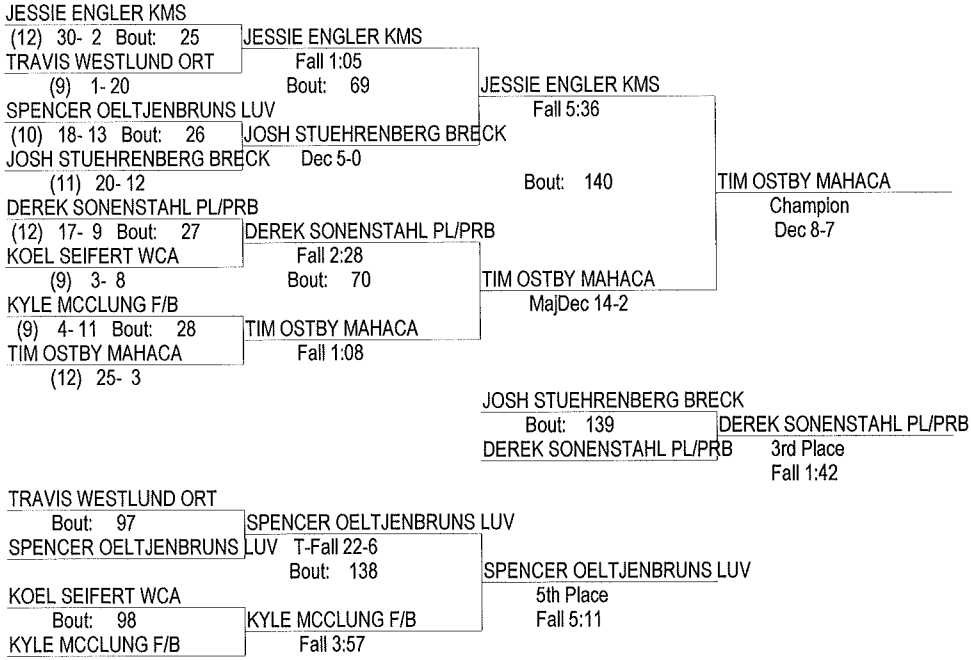 JESSIE ENGLER KMS
(12) 30- 2 Bout: 25
JESSIE ENGLER KMS
TRAVIS WESTLUND ORT
Fall 1:05
(9) 1- 20
Bout: 69
JESSIE ENGLER KMS
SPENCER OELTJENBRUNS LUV
Fall 5:36
(10) 18- 13 Bout: 26
JOSH STUEHRENBERG BRECK
JOSH STUEHRENBERG BRECK
Dec 5-0
(11) 20- 12
Bout: 140
TIM OSTBY MAHACA
DEREK SONENSTAHL PL/PRB
Champion
(12) 17- 9 Bout: 27
DEREK SONENSTAHL PL/PRB
Dec 8-7
KOEL SEIFERT WCA
Fall 2:28
(9) 3- 8
Bout: 70
TIM OSTBY MAHACA
KYLE MCCLUNG F/B
MajDec 14-2
(9) 4- 11 Bout: 28
TIM OSTBY MAHACA
TIM OSTBY MAHACA
Fall 1:08
(12) 25- 3
JOSH STUEHRENBERG BRECK
Bout: 139
DEREK SONENSTAHL PL/PRB
DEREK SONENSTAHL PL/PRB
3rd Place
Fall 1:42
TRAVIS WESTLUND ORT
Bout: 97
SPENCER OELTJENBRUNS LUV
SPENCER OELTJENBRUNS LUV
T-Fall 22-6
Bout: 138
SPENCER OELTJENBRUNS LUV
KOEL SEIFERT WCA
5th Place
Bout: 98
KYLE MCCLUNG F/B
Fall 5:11
KYLE MCCLUNG F/B
Fall 3:57